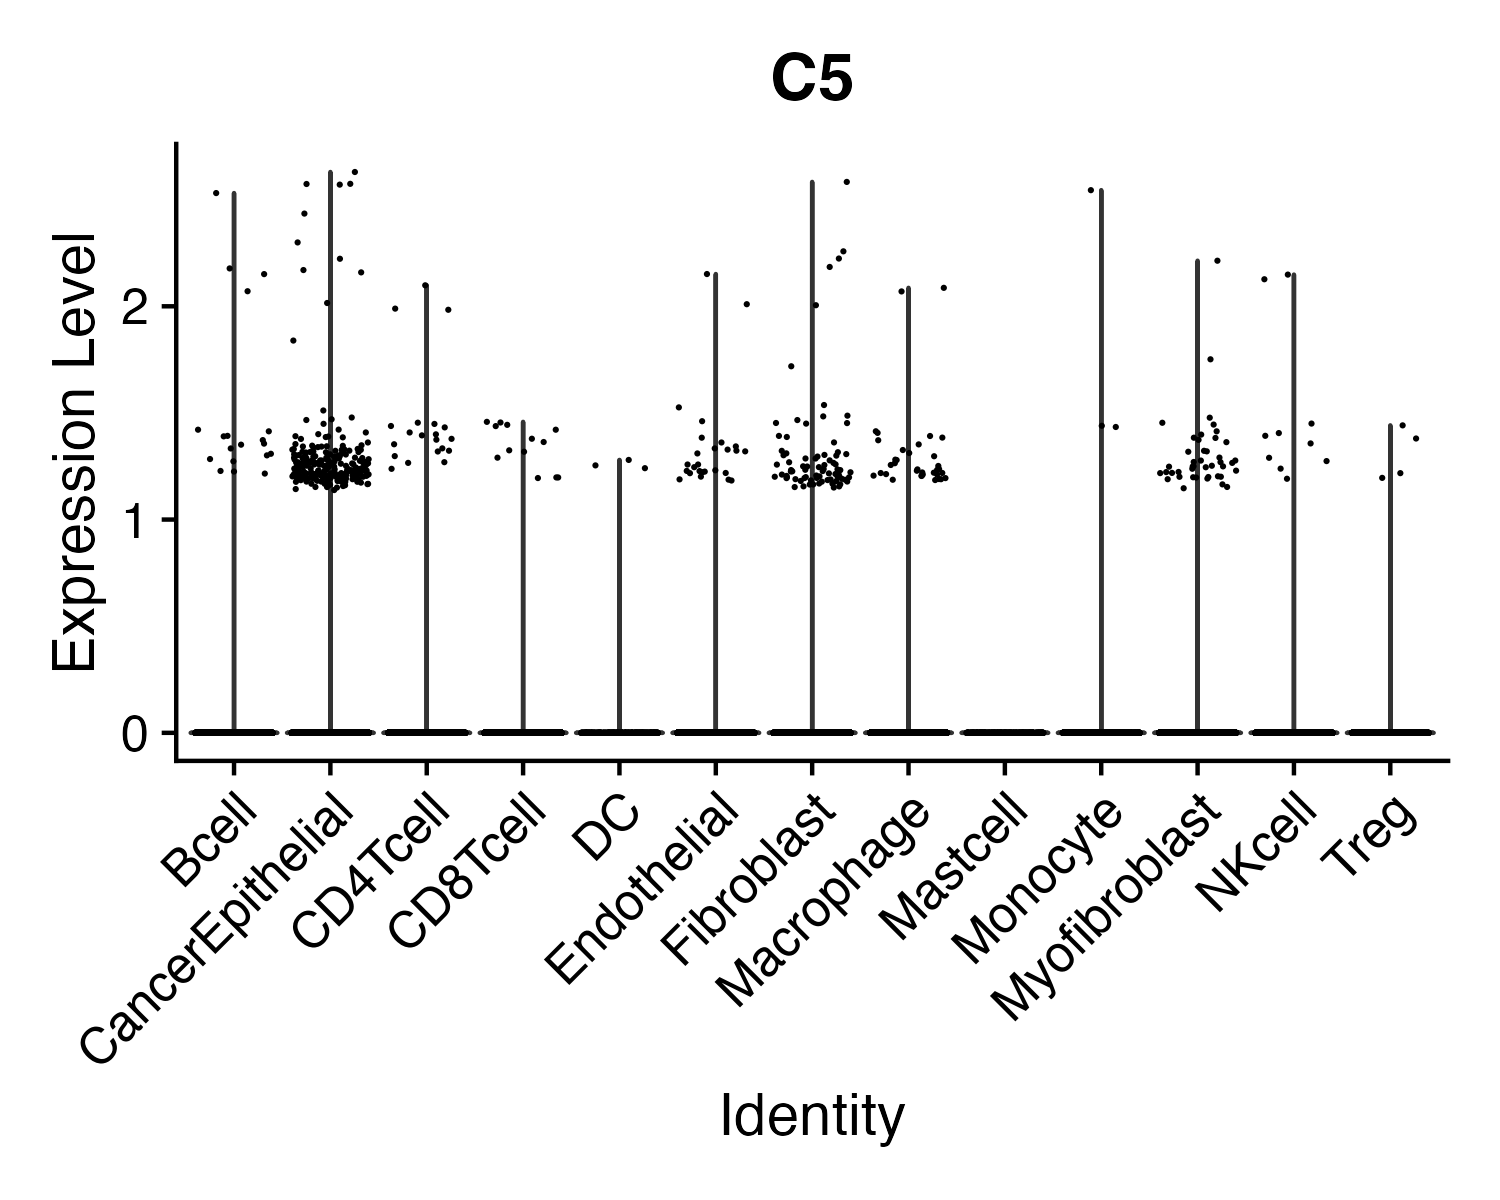 C5
Expression Level
2
1
0
Bcell
CancerEpithelial
CD4Tcell
CD8Tcell
DC
Endothelial
Fibroblast
Macrophage
Mastcell
Monocyte
Myofibroblast
NKcell
Treg
Identity